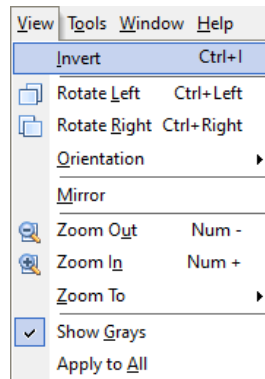 View Tools Window Help
Invert Ctrl+I
Rotate Left Ctrl+Left
Rotate Right Ctrl+Right
Orientation
Mirror
Zoom Out Num -
Zoom In Num +
Zoom To
Show Grays
Apply to All